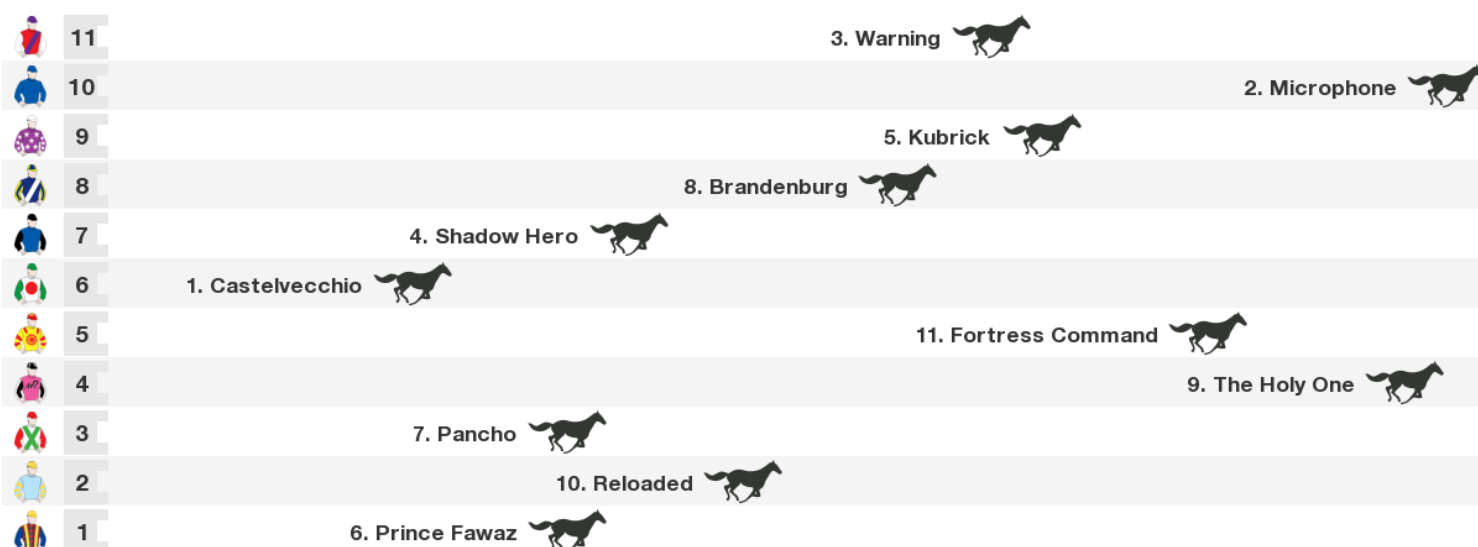 11 3. Warning
10 2. Microphone
9 5. Kubrick
8 8. Brandenburg
7 4. Shadow Hero
6 1. Castelvecchio
5 11. Fortress Command
4 9. The Holy One
3 7. Pancho
2 10. Reloaded
1 6. Prince Fawaz